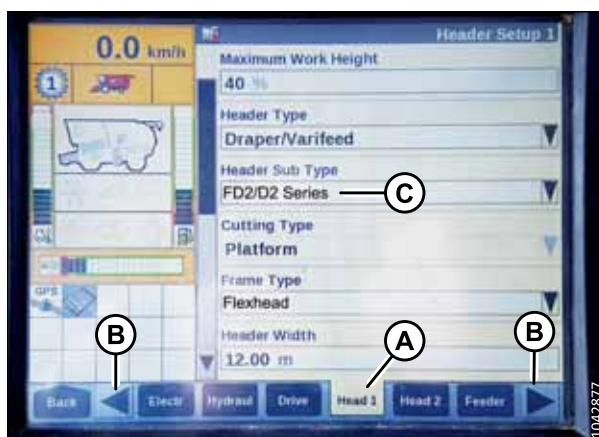 0.0 km/h
Header Setup 1
1
Maximum Work Height
40 %
Header Type
Draper/Varifeed
Header Sub Type
FD2/D2 Series
C
Cutting Type
Platform
Frame Type
Flexhead
GPS
Header Width
12.00 m
B
A
B
Back
Electr
Hydraul
Drive
Head 1
Head 2
Feeder
1042877